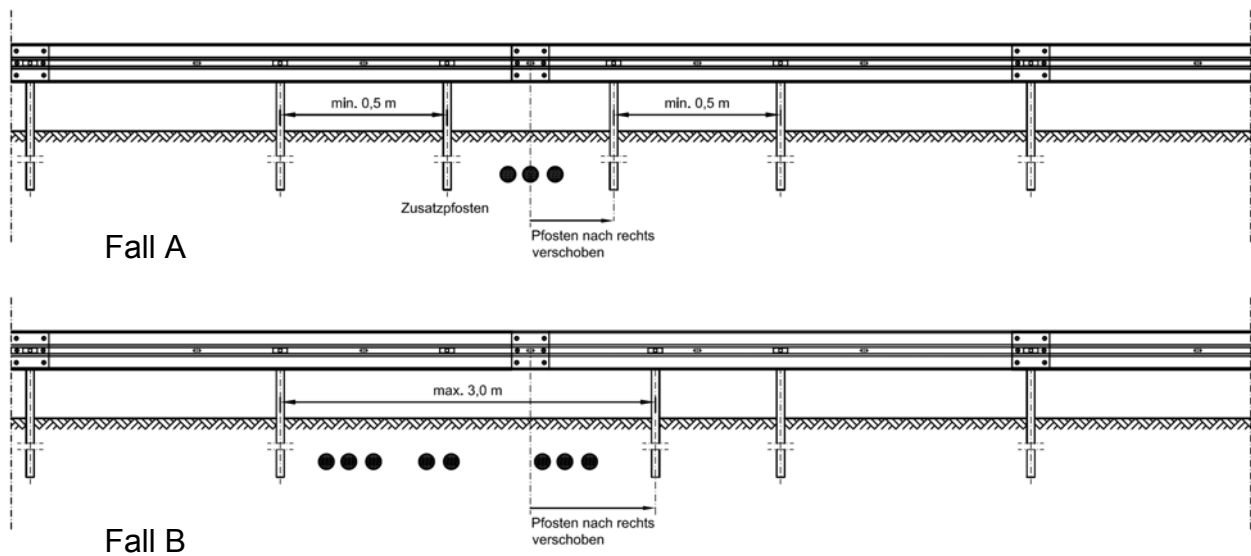 min. 0,5 m
min. 0,5 m
Zusatzpfosten
Pfosten nach rechts
verschoben
Fall A
max. 3,0 m
Pfosten nach rechts
verschoben
Fall B